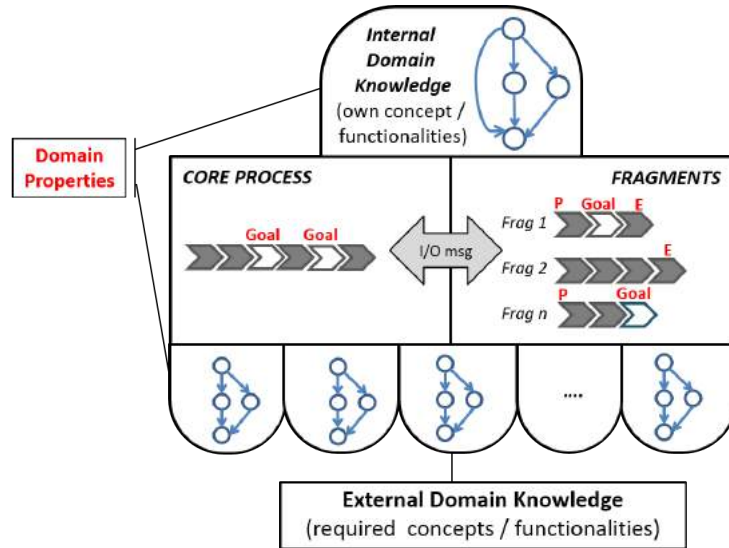 Internal
Domain
Knowledge
(own concept /
functionalities)
Domain
Properties
CORE PROCESS
FRAGMENTS
Goal Goal
I/O msg
P Goal E
Frag 1
E
Frag 2
P Goal
Frag n
....
External Domain Knowledge
(required concepts / functionalities)